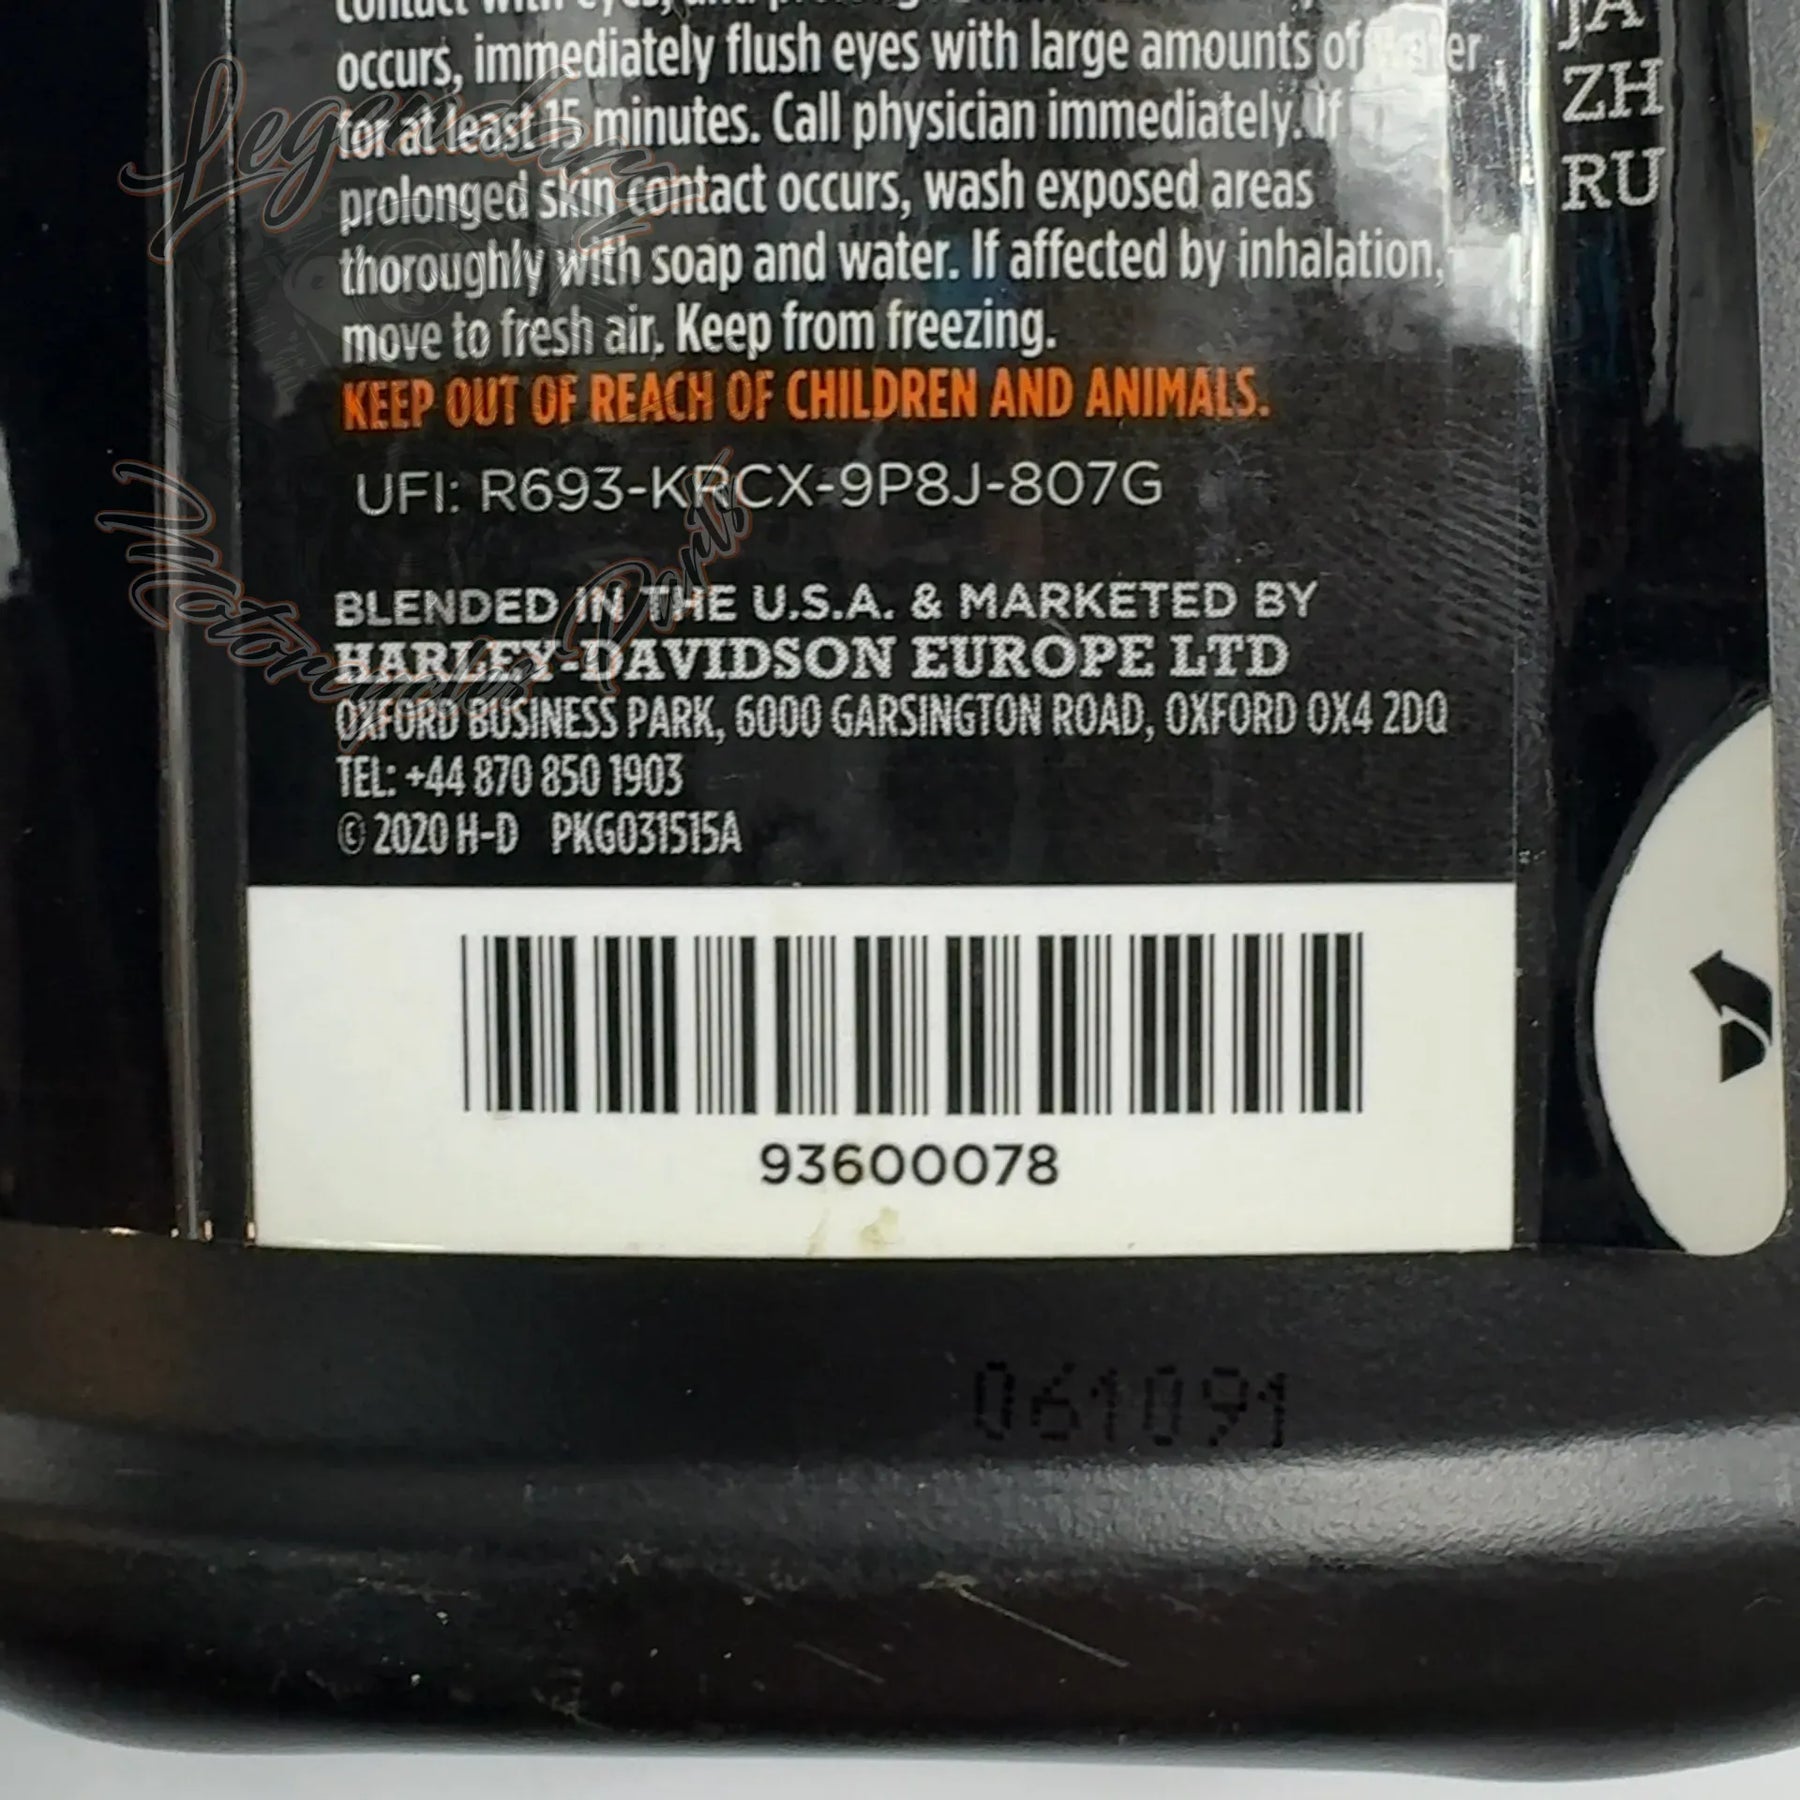 occurs, immediately flush eyes with large amounts of water
for at least 15 minutes. Call physician immediately. If
prolonged skin contact occurs, wash exposed areas
thoroughly with soap and water. If affected by inhalation,
move to fresh air. Keep from freezing.
KEEP OUT OF REACH OF CHILDREN AND ANIMALS.
UFI: R693-KRCX-9P8J-807G
BLENDED IN THE U.S.A. & MARKETED BY
HARLEY-DAVIDSON EUROPE LTD
OXFORD BUSINESS PARK, 6000 GARSINGTON ROAD, OXFORD OX4 2DQ
TEL: +44 870 850 1903
© 2020 H-D PKG031515A
93600078
061091
JA
ZH
RU
Legendary
Motorcycles Parts